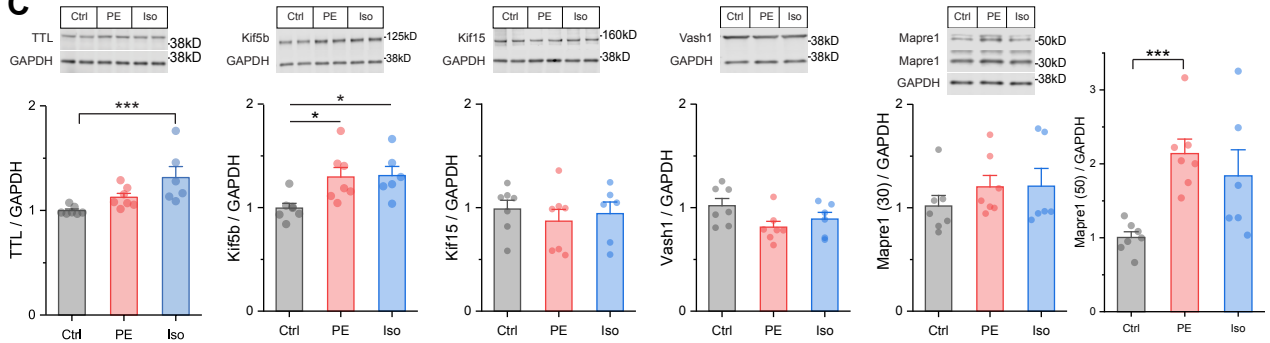 C
Ctrl PE Iso
TTL
-38kD
GAPDH
-38kD
TTL / GAPDH
2
***
1
0
Ctrl PE Iso
Ctrl PE Iso
Kif5b
-125kD
GAPDH
-38kD
Kif5b / GAPDH
2
*
*
1
0
Ctrl PE Iso
Ctrl PE Iso
Kif15
-160kD
GAPDH
-38kD
Kif15 / GAPDH
2
1
0
Ctrl PE Iso
Ctrl PE Iso
Vash1
-38kD
GAPDH
-38kD
Vash1 / GAPDH
2
1
0
Ctrl PE Iso
Ctrl PE Iso
Mapre1
-50kD
Mapre1
-30kD
GAPDH
-38kD
Mapre1 (30) / GAPDH
2
1
0
Ctrl PE Iso
Mapre1 (50) / GAPDH
***
3
2
1
0
Ctrl PE Iso